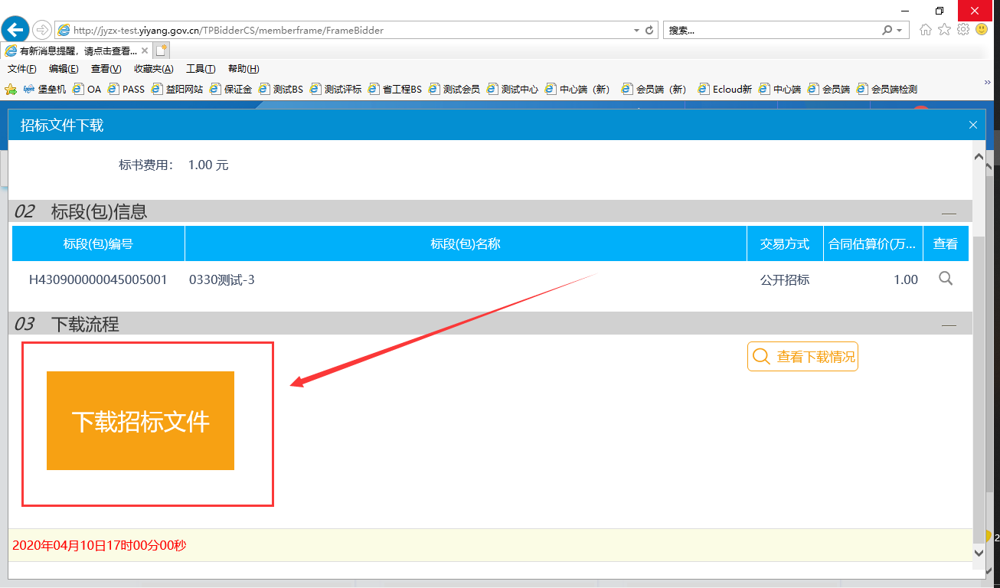 http://jyzx-test.yiyang.gov.cn/TPBidderCS/memberframe/FrameBidder
搜索...
有新消息提醒，请点击查看...
文件(F) 编辑(E) 查看(V) 收藏夹(A) 工具(T) 帮助(H)
堡垒机 OA PASS 益阳网站 保证金 测试BS 测试评标 省工程BS 测试会员 测试中心 中心端（新） 会员端（新） Ecloud新 中心端 会员端 会员端检测 »
招标文件下载
标书费用： 1.00 元
02 标段(包)信息
标段(包)编号 标段(包)名称 交易方式 合同估算价(万... 查看
H430900000045005001 0330测试-3 公开招标 1.00
03 下载流程
查看下载情况
下载招标文件
2020年04月10日17时00分00秒
2